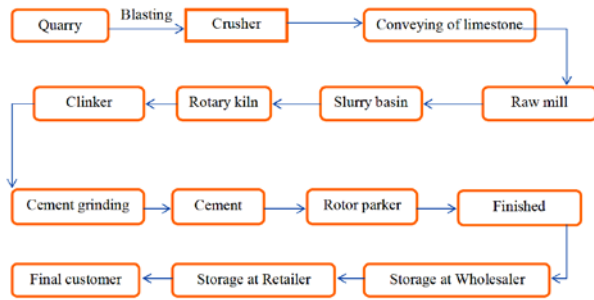 Quarry
Blasting
Crusher
Conveying of limestone
Clinker
Rotary kiln
Slurry basin
Raw mill
Cement grinding
Cement
Rotor parker
Finished
Final customer
Storage at Retailer
Storage at Wholesaler